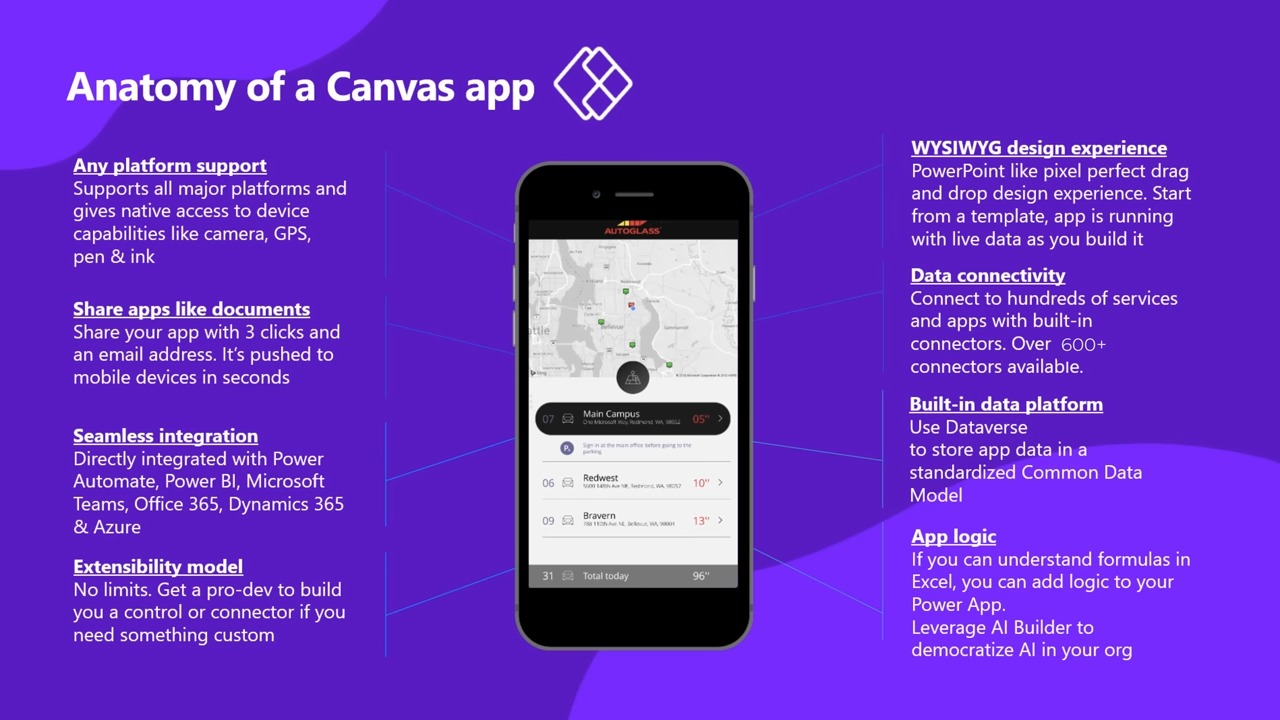 Anatomy of a Canvas app
Any platform support
Supports all major platforms and
gives native access to device
capabilities like camera, GPS,
pen & ink
Share apps like documents
Share your app with 3 clicks and
an email address. It's pushed to
mobile devices in seconds
Seamless integration
Directly integrated with Power
Automate, Power BI, Microsoft
Teams, Office 365, Dynamics 365
& Azure
Extensibility model
No limits. Get a pro-dev to build
you a control or connector if you
need something custom
AUTOGLASS
Bellevue
07 Main Campus 05"
One Microsoft Way, Redmond, WA, 98052
Sign in at the main office before going to the
parking
06 Redwest 10"
09 Bravern 13"
31 Total today 96"
WYSIWYG design experience
PowerPoint like pixel perfect drag
and drop design experience. Start
from a template, app is running
with live data as you build it
Data connectivity
Connect to hundreds of services
and apps with built-in
connectors. Over 600+
connectors available.
Built-in data platform
Use Dataverse
to store app data in a
standardized Common Data
Model
App logic
If you can understand formulas in
Excel, you can add logic to your
Power App.
Leverage AI Builder to
democratize AI in your org